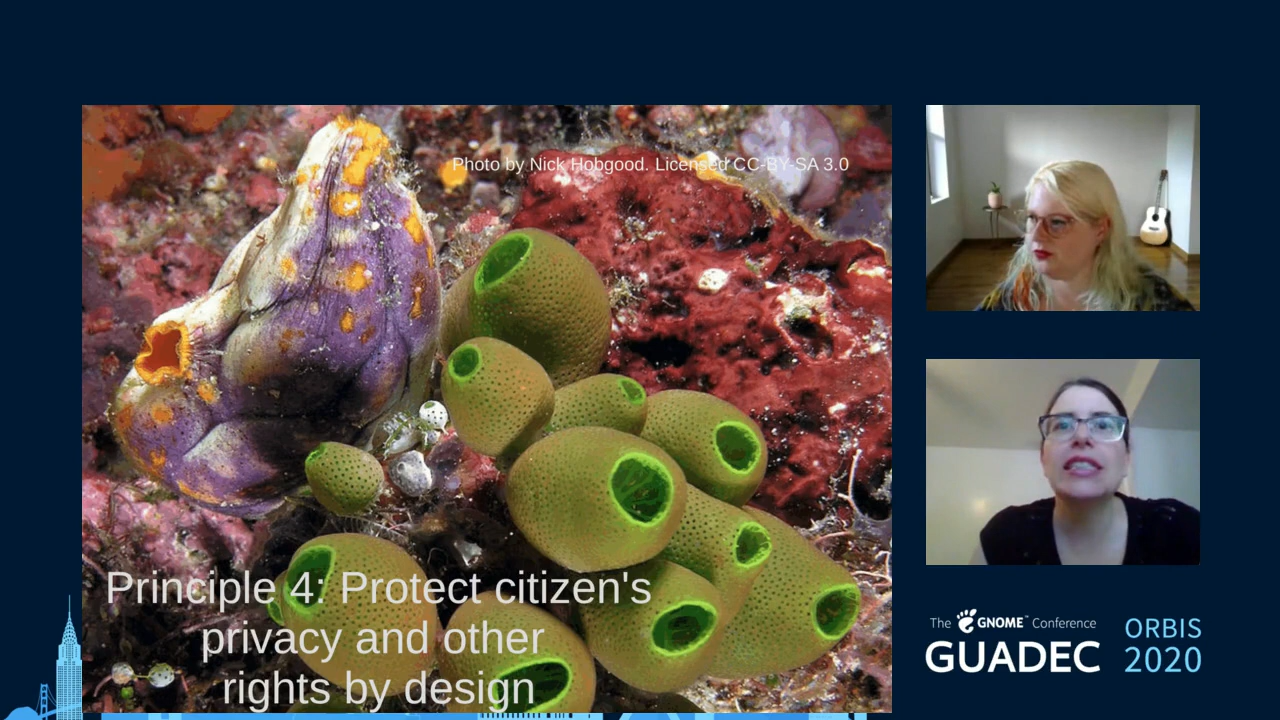 Photo by Nick Hobgood. Licensed CC-BY-SA 3.0
Principle 4: Protect citizen's
privacy and other
rights by design
The GNOME™ Conference
GUADEC
ORBIS
2020